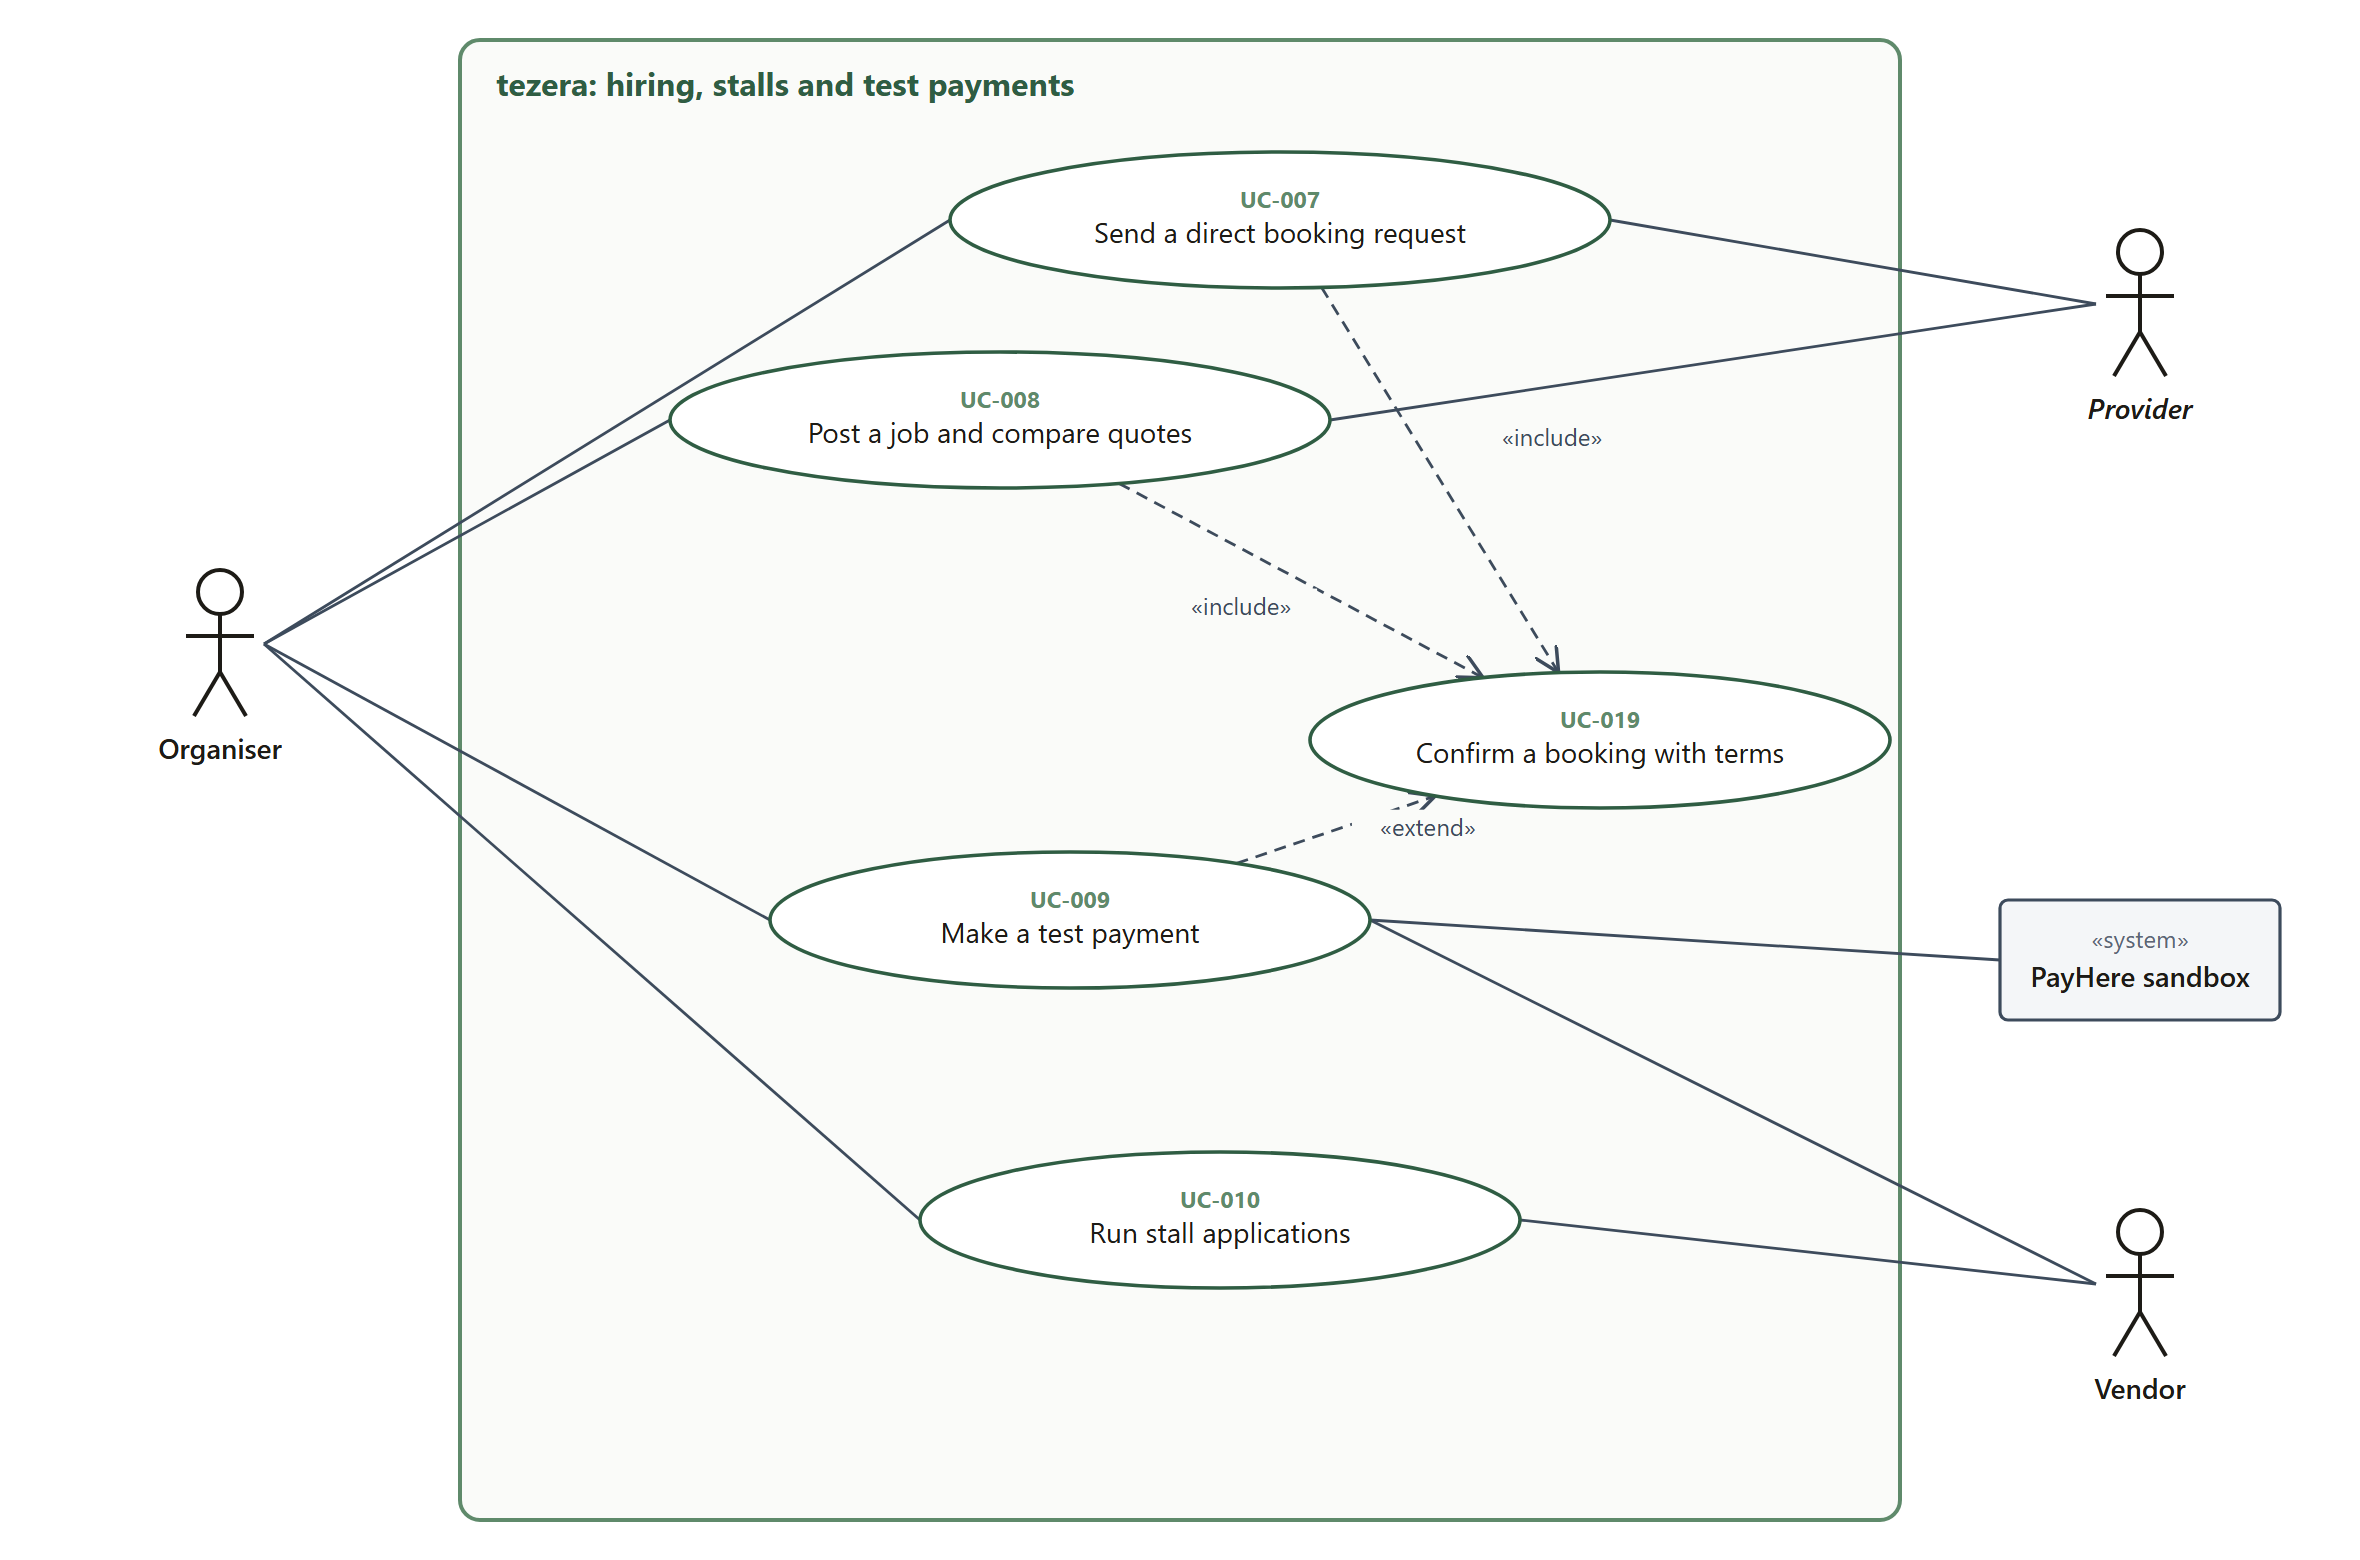 tezera: hiring, stalls and test payments
UC-007
Send a direct booking request
Provider
UC-008
Post a job and compare quotes
«include»
«include»
Organiser
UC-019
Confirm a booking with terms
«extend»
UC-009
Make a test payment
«system»
PayHere sandbox
UC-010
Run stall applications
Vendor